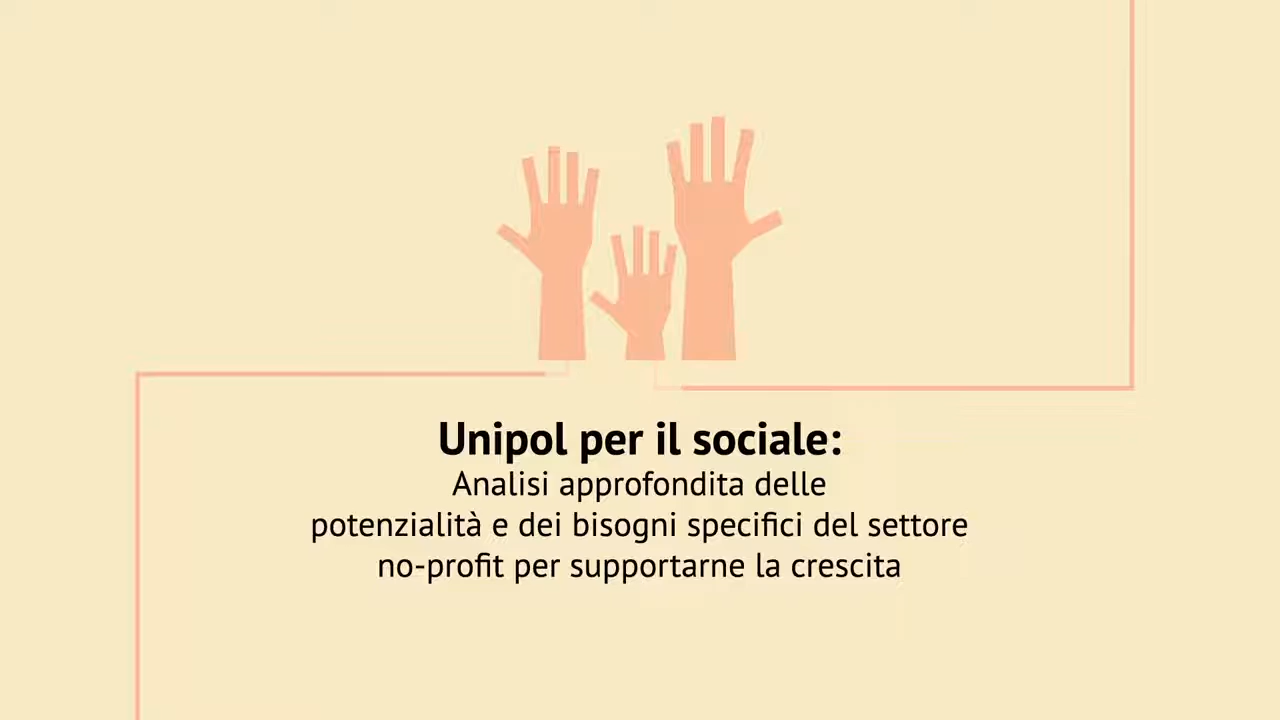 Unipol per il sociale:
Analisi approfondita delle
potenzialità e dei bisogni specifici del settore
no-profit per supportarne la crescita